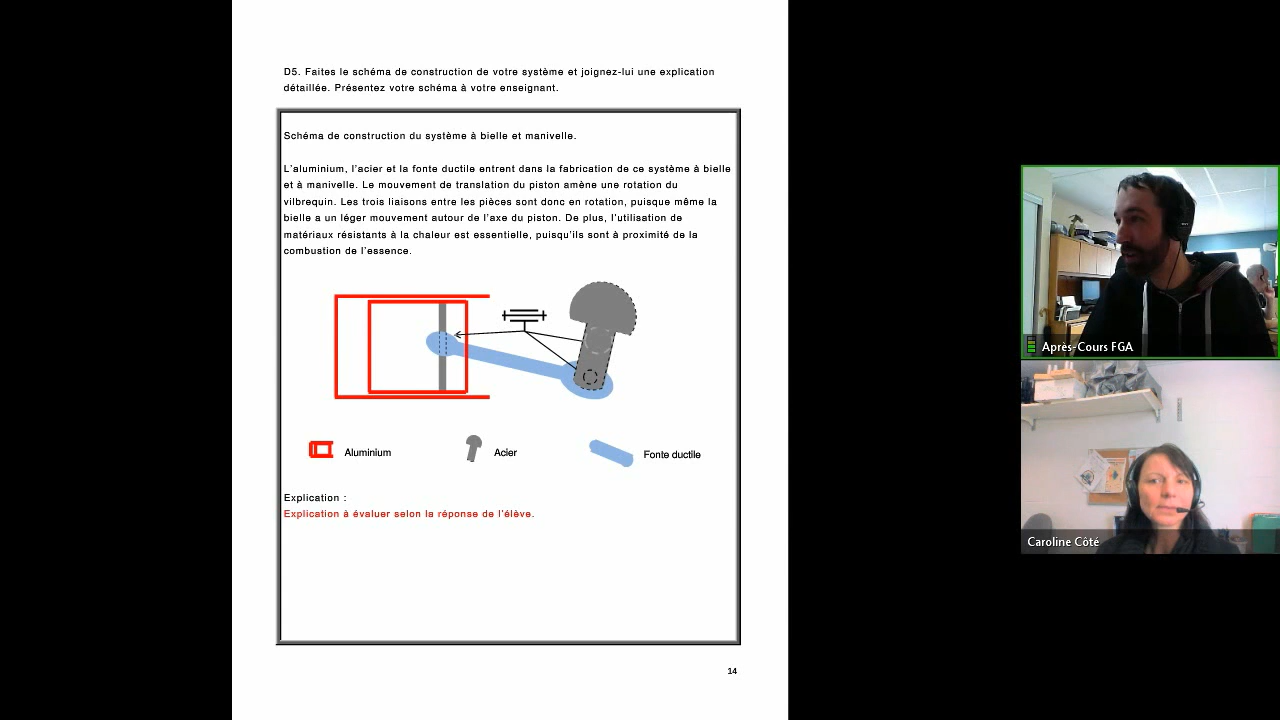 D5. Faites le schéma de construction de votre système et joignez-lui une explication
détaillée. Présentez votre schéma à votre enseignant.
Schéma de construction du système à bielle et manivelle.
L'aluminium, l'acier et la fonte ductile entrent dans la fabrication de ce système à bielle
et à manivelle. Le mouvement de translation du piston amène une rotation du
vilbrequin. Les trois liaisons entre les pièces sont donc en rotation, puisque même la
bielle a un léger mouvement autour de l'axe du piston. De plus, l'utilisation de
matériaux résistants à la chaleur est essentielle, puisqu'ils sont à proximité de la
combustion de l'essence.
Aluminium
Acier
Fonte ductile
Explication :
Explication à évaluer selon la réponse de l'élève.
14
Après-Cours FGA
Caroline Côté